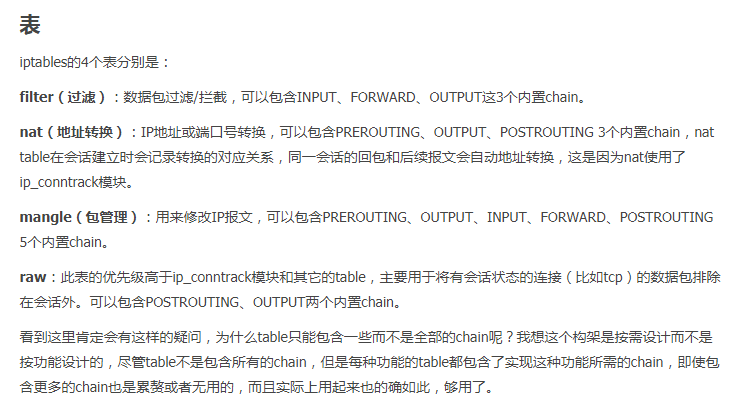 表
iptables的4个表分别是：
filter（过滤）：数据包过滤/拦截，可以包含INPUT、FORWARD、OUTPUT这3个内置chain。
nat（地址转换）：IP地址或端口号转换，可以包含PREROUTING、OUTPUT、POSTROUTING 3个内置chain，nat
table在会话建立时会记录转换的对应关系，同一会话的回包和后续报文会自动地址转换，这是因为nat使用了
ip_conntrack模块。
mangle（包管理）：用来修改IP报文，可以包含PREROUTING、OUTPUT、INPUT、FORWARD、POSTROUTING
5个内置chain。
raw：此表的优先级高于ip_conntrack模块和其它的table，主要用于将有会话状态的连接（比如tcp）的数据包排除
在会话外。可以包含POSTROUTING、OUTPUT两个内置chain。
看到这里肯定会有这样的疑问，为什么table只能包含一些而不是全部的chain呢？我想这个构架是按需设计而不是
按功能设计的，尽管table不是包含所有的chain，但是每种功能的table都包含了实现这种功能所需的chain，即使包
含更多的chain也是累赘或者无用的，而且实际上用起来也的确如此，够用了。